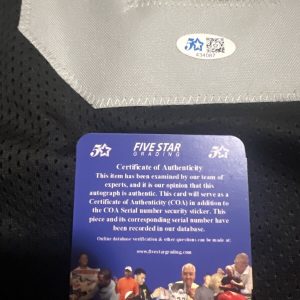 FIVE STAR
GRADING
Certificate of Authenticity
This item has been examined by our team of
experts, and it is our opinion that this
autograph is authentic. This card will serve as a
Certificate of Authenticity (COA) in addition to
the COA Serial number security sticker. This
piece and its corresponding serial number have
been recorded in our database.
Online database verification & other questions can be made at:
www.fivestargrading.com